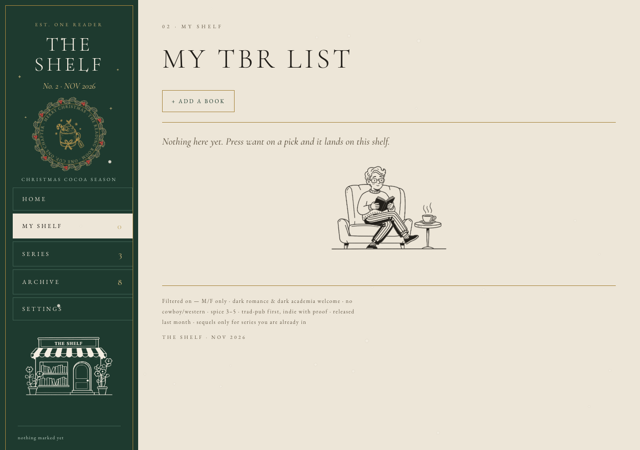 EST. ONE READER
THE
SHELF
No. 2 · NOV 2026
CHRISTMAS COCOA SEASON
HOME
MY SHELF 0
SERIES 3
ARCHIVE 8
SETTINGS
THE SHELF
nothing marked yet
02 · MY SHELF
MY TBR LIST
+ ADD A BOOK
Nothing here yet. Press want on a pick and it lands on this shelf.
Filtered on — M/F only · dark romance & dark academia welcome · no
cowboy/western · spice 3–5 · trad-pub first, indie with proof · released
last month · sequels only for series you are already in
THE SHELF · NOV 2026